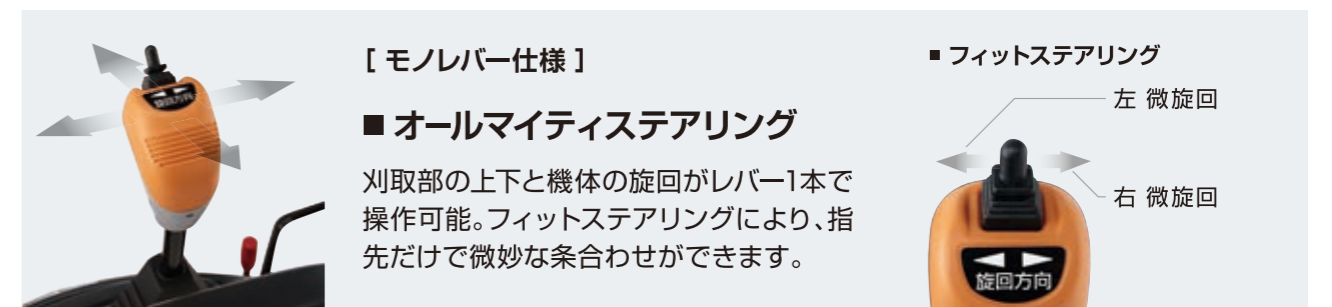 旋回方向
[ モノレバー仕様 ]
■ オールマイティステアリング
刈取部の上下と機体の旋回がレバー1本で
操作可能。フィットステアリングにより、指
先だけで微妙な条合わせができます。
■ フィットステアリング
左 微旋回
右 微旋回
旋回方向